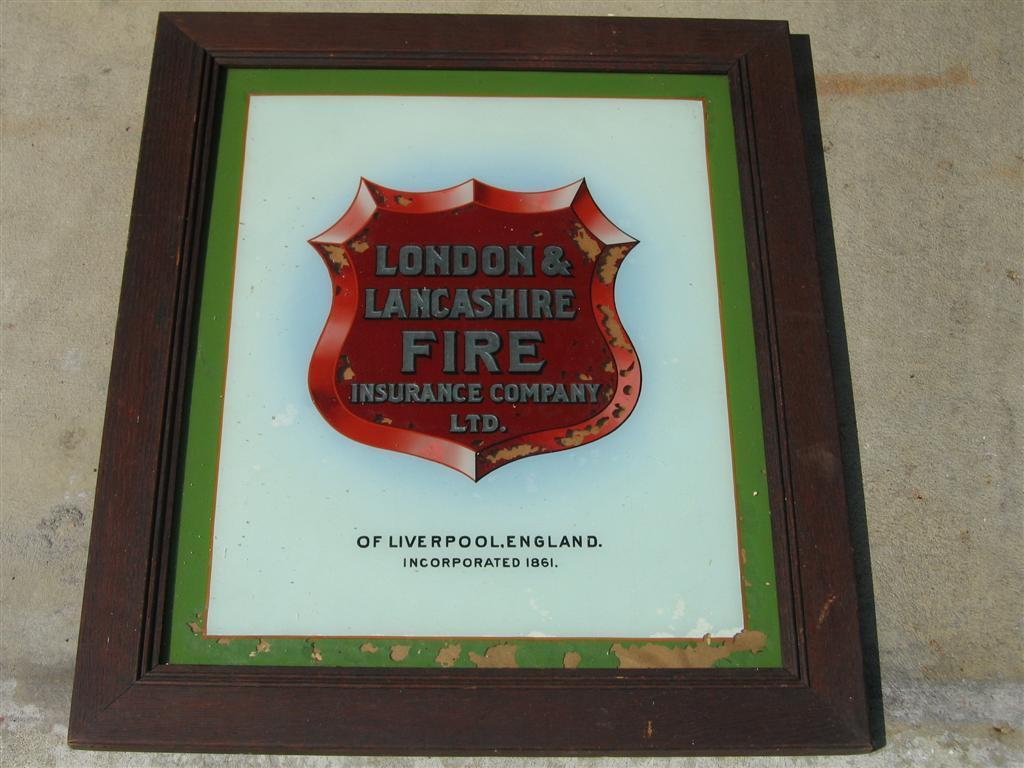 LONDON &
LANCASHIRE
FIRE
INSURANCE COMPANY
LTD.
OF LIVERPOOL, ENGLAND.
INCORPORATED 1861.